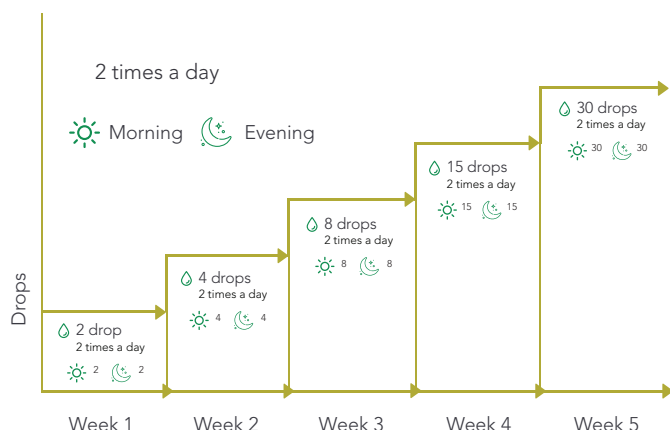 2 times a day
Morning Evening
30 drops
2 times a day
30 30
15 drops
2 times a day
15 15
8 drops
2 times a day
8 8
4 drops
2 times a day
4 4
2 drop
2 times a day
2 2
Drops
Week 1 Week 2 Week 3 Week 4 Week 5